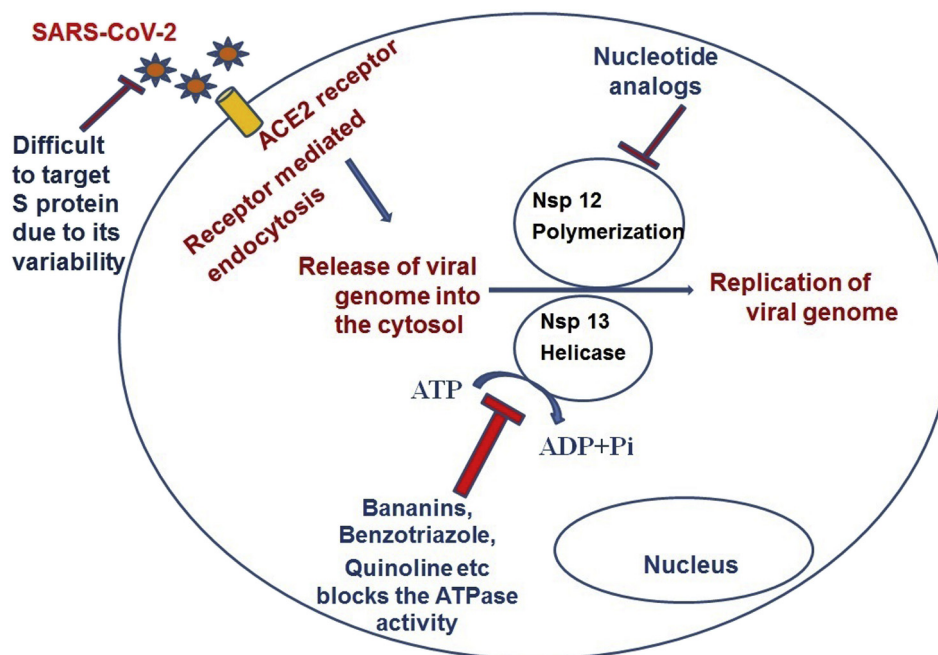 SARS-CoV-2
Difficult
to target
S protein
due to its
variability
ACE2 receptor
Receptor mediated
endocytosis
Release of viral
genome into
the cytosol
Nucleotide
analogs
Nsp 12
Polymerization
Nsp 13
Helicase
Replication of
viral genome
ATP
ADP+Pi
Bananins,
Benzotriazole,
Quinoline etc
blocks the ATPase
activity
Nucleus